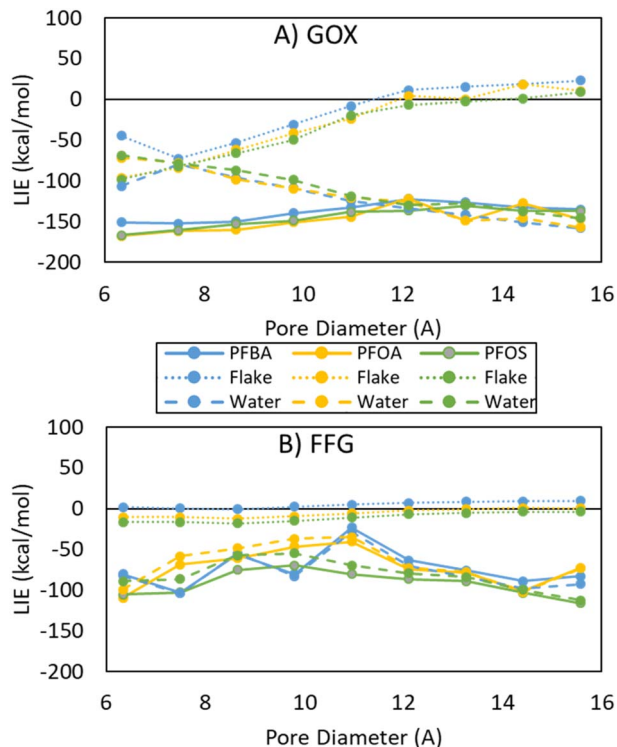 A) GOX
100
50
0
-50
-100
-150
-200
LIE (kcal/mol)
6 8 10 12 14 16
Pore Diameter (A)
PFBA PFOA PFOS
Flake Flake Flake
Water Water Water
B) FFG
100
50
0
-50
-100
-150
-200
LIE (kcal/mol)
6 8 10 12 14 16
Pore Diameter (A)